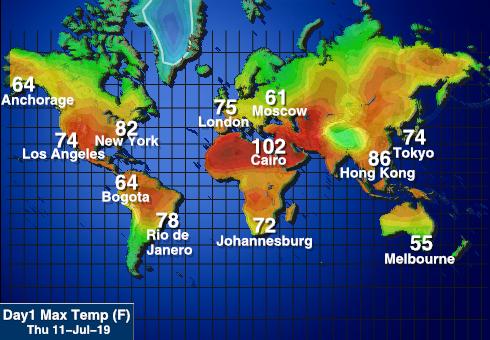 64
Anchorage
75
London
61
Moscow
82
New York
74
Los Angeles
102
Cairo
74
Tokyo
86
Hong Kong
64
Bogota
78
Rio de
Janero
72
Johannesburg
55
Melbourne
Day1 Max Temp (F)
Thu 11-Jul-19